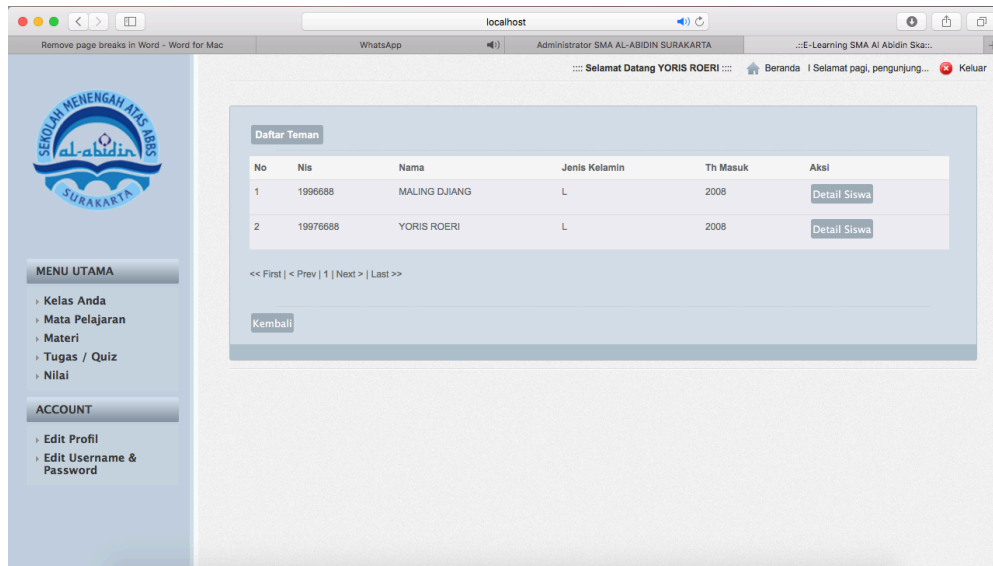 localhost
Remove page breaks in Word - Word for Mac
WhatsApp
Administrator SMA AL-ABIDIN SURAKARTA
.::E-Learning SMA Al Abidin Ska::.
:::: Selamat Datang YORIS ROERI ::::
Beranda I Selamat pagi, pengunjung...
Keluar
SEKOLAH MENENGAH ATAS ABBS
al-abidin
SURAKARTA
MENU UTAMA
Kelas Anda
Mata Pelajaran
Materi
Tugas / Quiz
Nilai
ACCOUNT
Edit Profil
Edit Username &
Password
Daftar Teman
No Nis Nama Jenis Kelamin Th Masuk Aksi
1 1996688 MALING DJIANG L 2008 Detail Siswa
2 19976688 YORIS ROERI L 2008 Detail Siswa
<< First | < Prev | 1 | Next > | Last >>
Kembali